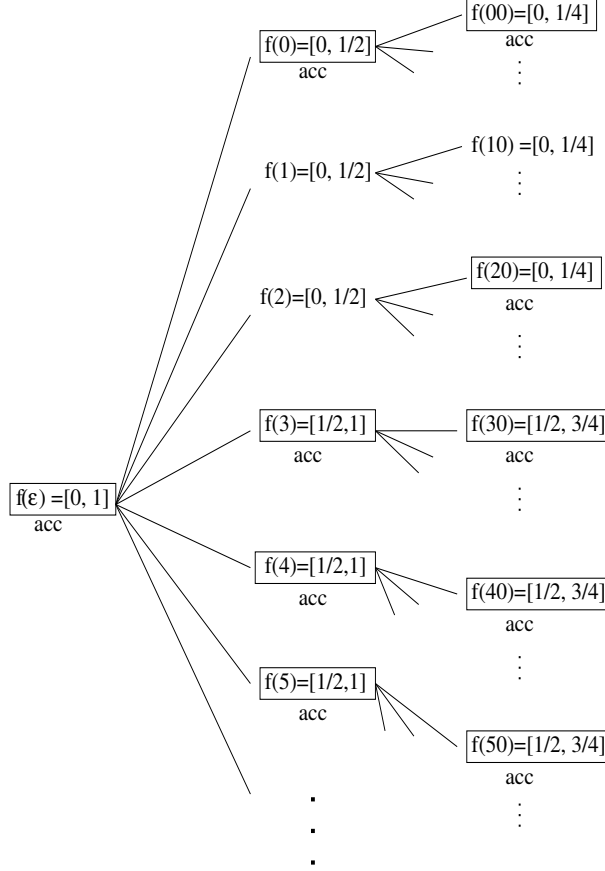 f(00)=[0, 1/4]
acc
f(0)=[0, 1/2]
acc
f(10) =[0, 1/4]
f(1)=[0, 1/2]
f(20)=[0, 1/4]
acc
f(2)=[0, 1/2]
f(3)=[1/2,1]
acc
f(30)=[1/2, 3/4]
acc
f(ε) =[0, 1]
acc
f(4)=[1/2,1]
acc
f(40)=[1/2, 3/4]
acc
f(5)=[1/2,1]
acc
f(50)=[1/2, 3/4]
acc